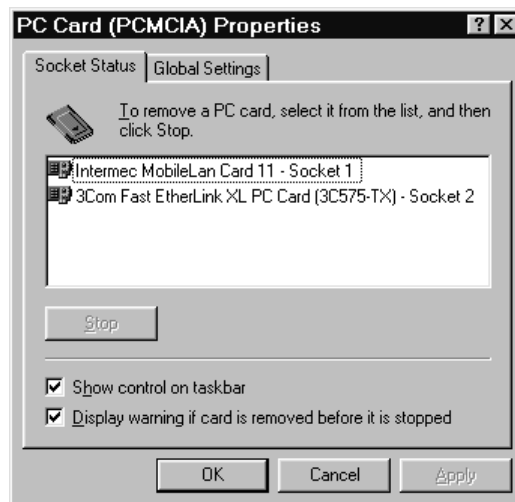 PC Card (PCMCIA) Properties
Socket Status
Global Settings
To remove a PC card, select it from the list, and then
click Stop.
Intermec MobileLan Card 11 - Socket 1
3Com Fast EtherLink XL PC Card (3C575-TX) - Socket 2
Stop
Show control on taskbar
Display warning if card is removed before it is stopped
OK
Cancel
Apply